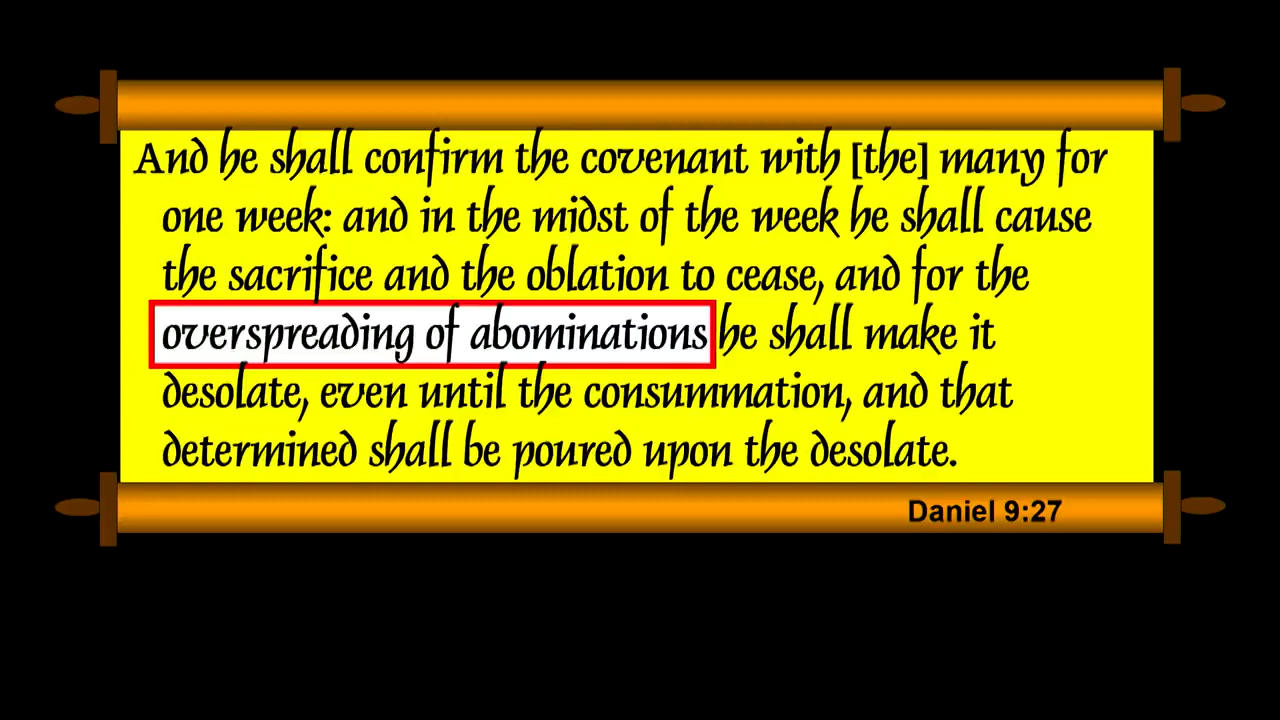 And he shall confirm the covenant with [the] many for
one week: and in the midst of the week he shall cause
the sacrifice and the oblation to cease, and for the
overspreading of abominations he shall make it
desolate, even until the consummation, and that
determined shall be poured upon the desolate.
Daniel 9:27